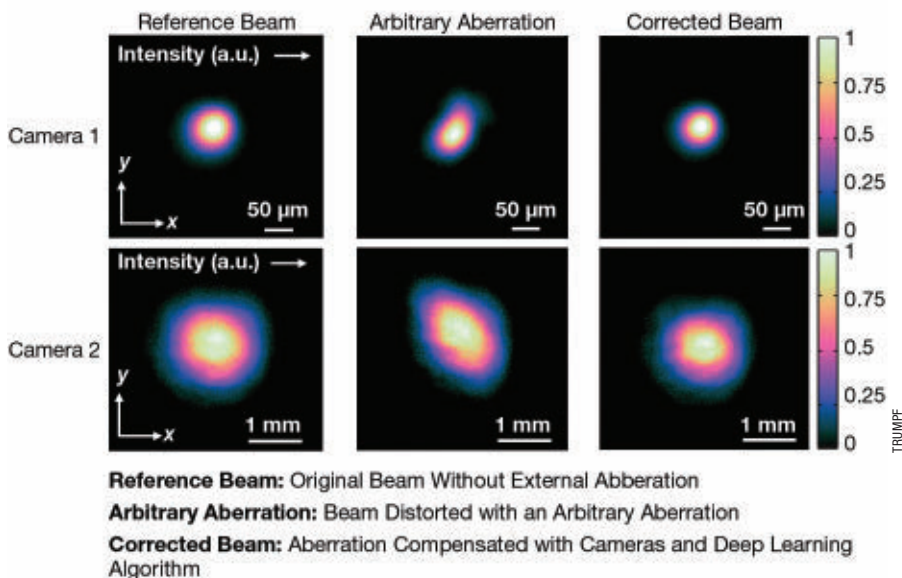 Reference Beam
Arbitrary Aberration
Corrected Beam
Camera 1
Intensity (a.u.) →
y
x
50 µm
50 µm
50 µm
1
0.75
0.5
0.25
0
Camera 2
Intensity (a.u.) →
y
x
1 mm
1 mm
1 mm
1
0.75
0.5
0.25
0
TRUMPF
Reference Beam: Original Beam Without External Abberation
Arbitrary Aberration: Beam Distorted with an Arbitrary Aberration
Corrected Beam: Aberration Compensated with Cameras and Deep Learning
Algorithm